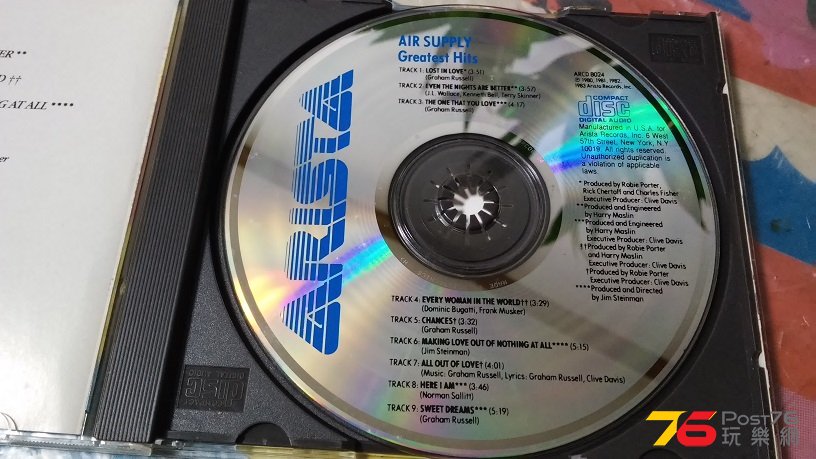 ER **
D ††
G AT ALL ****
er
ARISTA
AIR SUPPLY
Greatest Hits
TRACK 1: LOST IN LOVE* (3:51)
(Graham Russell)
TRACK 2: EVEN THE NIGHTS ARE BETTER** (3:57)
(J.L. Wallace, Kenneth Bell, Terry Skinner)
TRACK 3: THE ONE THAT YOU LOVE*** (4:17)
(Graham Russell)
ARCD 8024
℗ 1980, 1981, 1982,
1983 Arista Records, Inc.
COMPACT
disc
DIGITAL AUDIO
Manufactured in U.S.A. for
Arista Records, Inc. 6 West
57th Street, New York, N.Y.
10019. All rights reserved.
Unauthorized duplication is
a violation of applicable
laws.
* Produced by Robie Porter,
Rick Chertoff and Charles Fisher
Executive Producer: Clive Davis
** Produced and Engineered
by Harry Maslin
*** Produced and Engineered
by Harry Maslin
Executive Producer: Clive Davis
†† Produced by Robie Porter
and Harry Maslin
Executive Producer: Clive Davis
† Produced by Robie Porter
Executive Producer: Clive Davis
**** Produced and Directed
by Jim Steinman
TRACK 4: EVERY WOMAN IN THE WORLD†† (3:29)
(Dominic Bugatti, Frank Musker)
TRACK 5: CHANCES† (3:32)
(Graham Russell)
TRACK 6: MAKING LOVE OUT OF NOTHING AT ALL**** (5:15)
(Jim Steinman)
TRACK 7: ALL OUT OF LOVE† (4:01)
(Music: Graham Russell, Lyrics: Graham Russell, Clive Davis)
TRACK 8: HERE I AM*** (3:46)
(Norman Sallitt)
TRACK 9: SWEET DREAMS*** (5:19)
(Graham Russell)
76 Post76
玩樂網